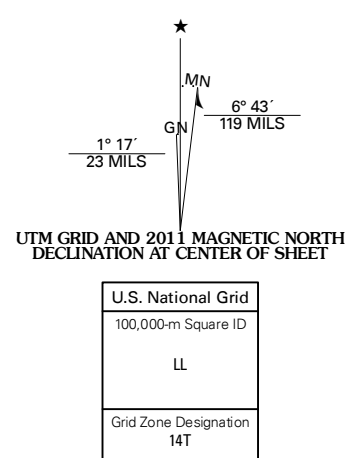 ★
MN
GN
6° 43´
119 MILS
1° 17´
23 MILS
UTM GRID AND 2011 MAGNETIC NORTH
DECLINATION AT CENTER OF SHEET
U.S. National Grid
100,000-m Square ID
LL
Grid Zone Designation
14T